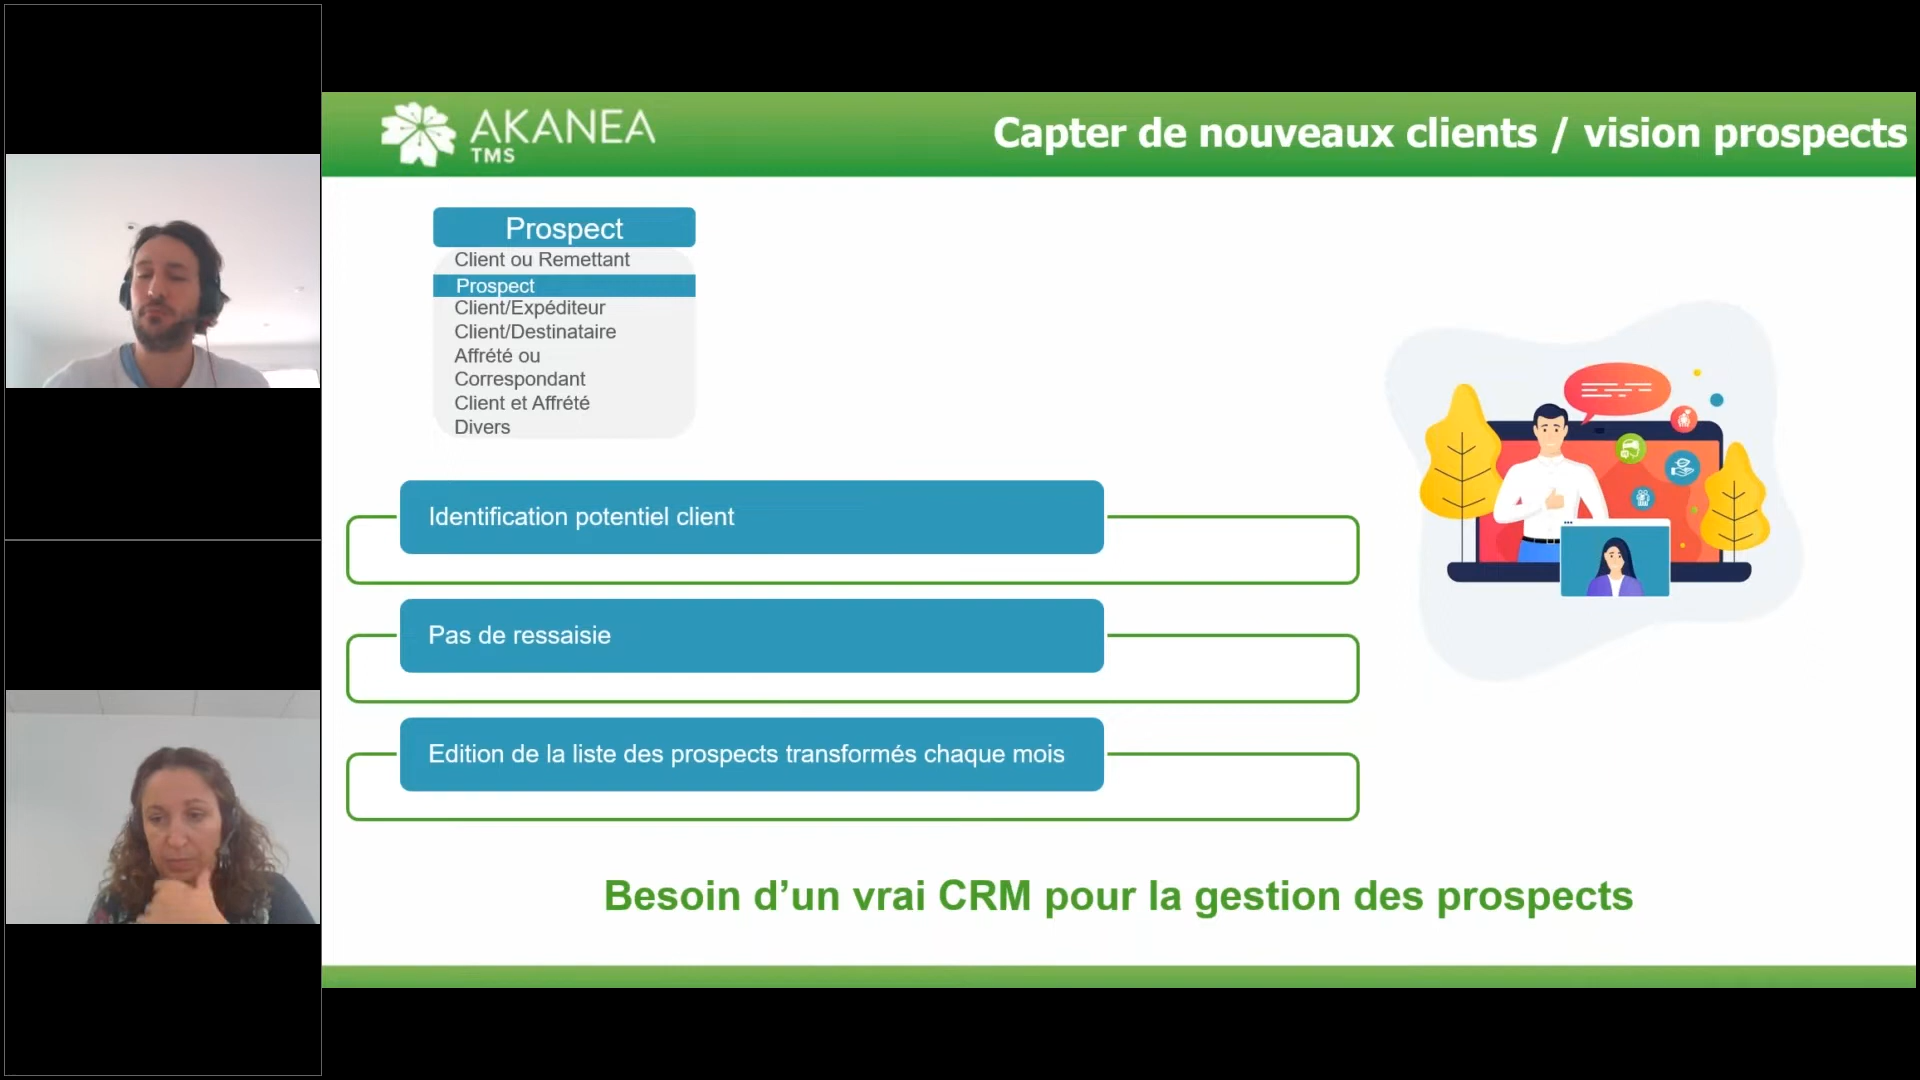 AKANEA
TMS
Capter de nouveaux clients / vision prospects
Prospect
Client ou Remettant
Prospect
Client/Expéditeur
Client/Destinataire
Affrété ou
Correspondant
Client et Affrété
Divers
Identification potentiel client
Pas de ressaisie
Edition de la liste des prospects transformés chaque mois
Besoin d’un vrai CRM pour la gestion des prospects